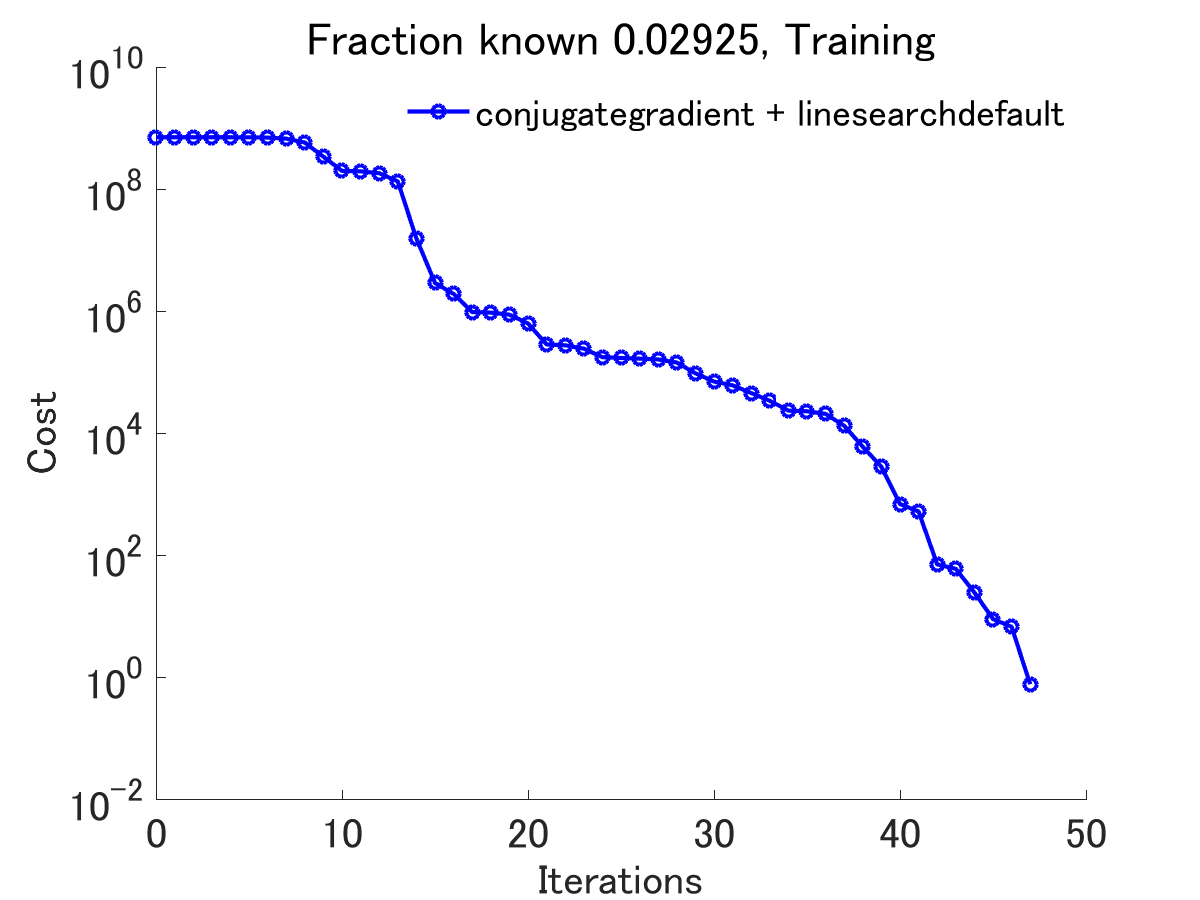 Fraction known 0.02925, Training
conjugategradient + linesearchdefault
10^10
10^8
10^6
10^4
10^2
10^0
10^-2
Cost
0 10 20 30 40 50
Iterations